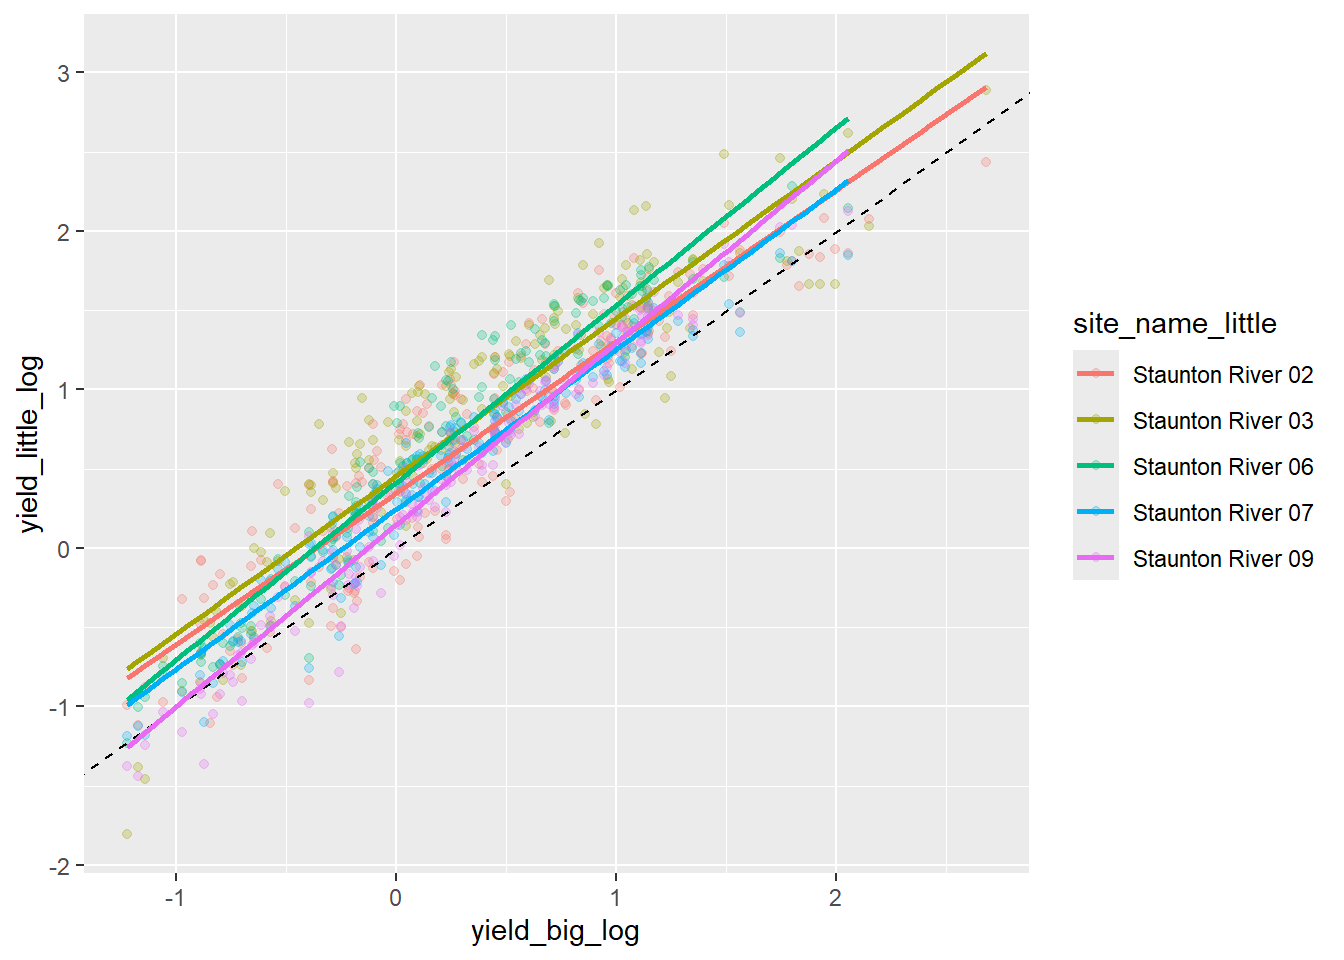 3
2
1
0
-1
-2
yield_little_log
-1
0
1
2
yield_big_log
site_name_little
Staunton River 02
Staunton River 03
Staunton River 06
Staunton River 07
Staunton River 09